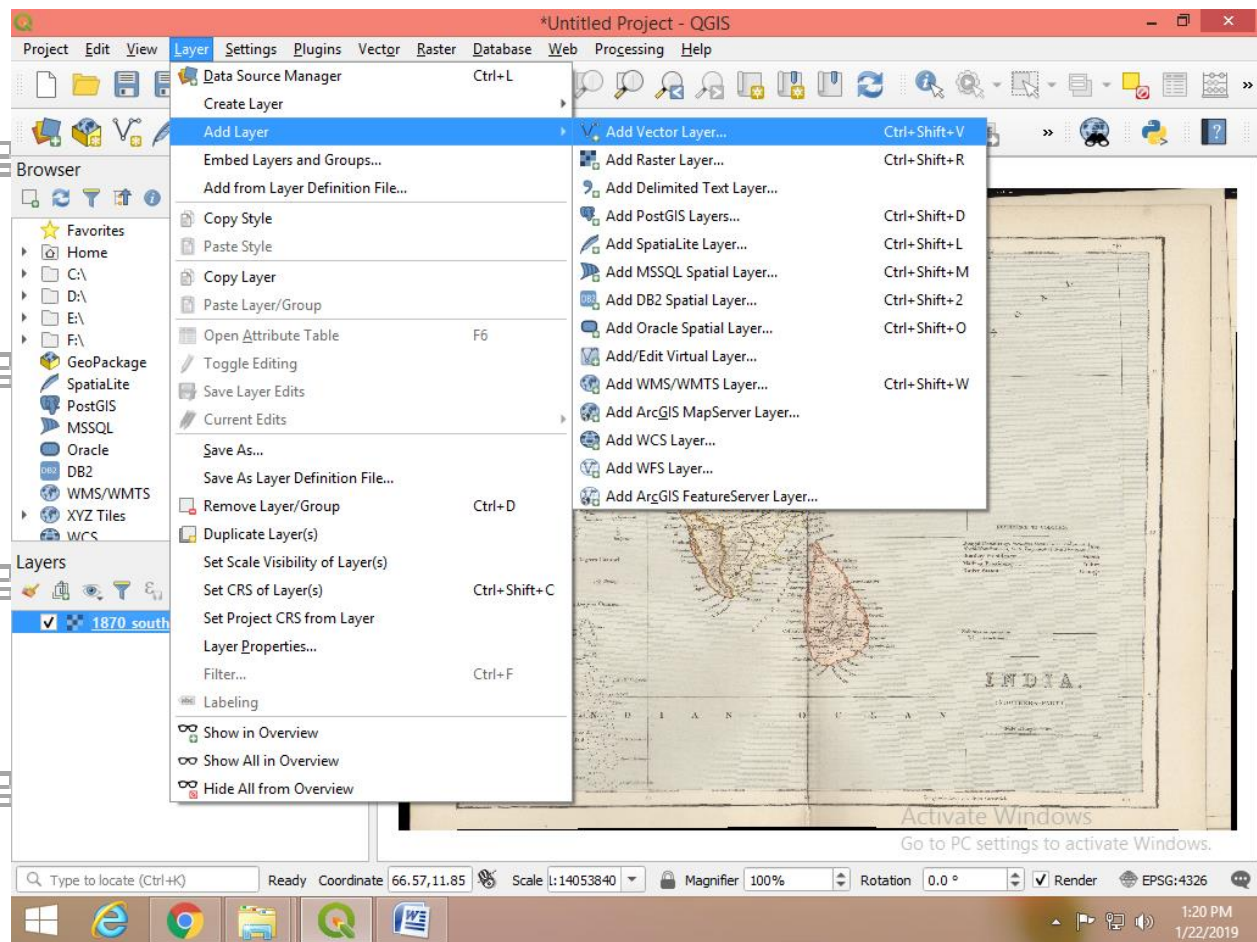 *Untitled Project - QGIS
Project Edit View Layer Settings Plugins Vector Raster Database Web Processing Help
Data Source Manager Ctrl+L
Create Layer
Add Layer
Embed Layers and Groups...
Add from Layer Definition File...
Copy Style
Paste Style
Copy Layer
Paste Layer/Group
Open Attribute Table F6
Toggle Editing
Save Layer Edits
Current Edits
Save As...
Save As Layer Definition File...
Remove Layer/Group Ctrl+D
Duplicate Layer(s)
Set Scale Visibility of Layer(s)
Set CRS of Layer(s) Ctrl+Shift+C
Set Project CRS from Layer
Layer Properties...
Filter... Ctrl+F
Labeling
Show in Overview
Show All in Overview
Hide All from Overview
Add Vector Layer... Ctrl+Shift+V
Add Raster Layer... Ctrl+Shift+R
Add Delimited Text Layer...
Add PostGIS Layers... Ctrl+Shift+D
Add SpatiaLite Layer... Ctrl+Shift+L
Add MSSQL Spatial Layer... Ctrl+Shift+M
Add DB2 Spatial Layer... Ctrl+Shift+2
Add Oracle Spatial Layer... Ctrl+Shift+O
Add/Edit Virtual Layer...
Add WMS/WMTS Layer... Ctrl+Shift+W
Add ArcGIS MapServer Layer...
Add WCS Layer...
Add WFS Layer...
Add ArcGIS FeatureServer Layer...
Browser
Favorites
Home
C:\
D:\
E:\
F:\
GeoPackage
SpatiaLite
PostGIS
MSSQL
Oracle
DB2
WMS/WMTS
XYZ Tiles
WCS
Layers
1870 south
INDIA.
INDIAN OCEAN
Activate Windows
Go to PC settings to activate Windows.
Type to locate (Ctrl+K) Ready Coordinate 66.57,11.85 Scale 1:14053840 Magnifier 100% Rotation 0.0 ° Render EPSG:4326
1:20 PM
1/22/2019